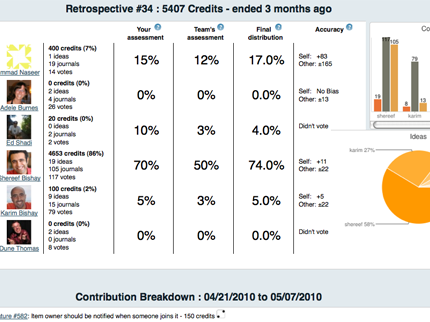 Retrospective #34 : 5407 Credits - ended 3 months ago
Your assessment ?
Team's assessment ?
Final distribution ?
Accuracy ?
400 credits (7%)
1 ideas
19 journals
14 votes
mmad Naseer
15%
12%
17.0%
Self: +83
Other: ±165
0 credits (0%)
2 ideas
4 journals
26 votes
Adele Burnes
0%
0%
0.0%
Self: No Bias
Other: ±13
20 credits (0%)
0 ideas
2 journals
2 votes
Ed Shadi
10%
3%
4.0%
Didn't vote
4653 credits (86%)
19 ideas
105 journals
117 votes
Shereef Bishay
70%
50%
74.0%
Self: +11
Other: ±22
100 credits (2%)
9 ideas
15 journals
79 votes
Karim Bishay
5%
3%
5.0%
Self: +5
Other: ±22
0 credits (0%)
2 ideas
0 journals
8 votes
Dune Thomas
0%
0%
0.0%
Didn't vote
Co
105
19
79
8
13
shereef
karim
Ideas
karim 27%
shereef 58%
Contribution Breakdown : 04/21/2010 to 05/07/2010
ture #582: Item owner should be notified when someone joins it - 150 credits